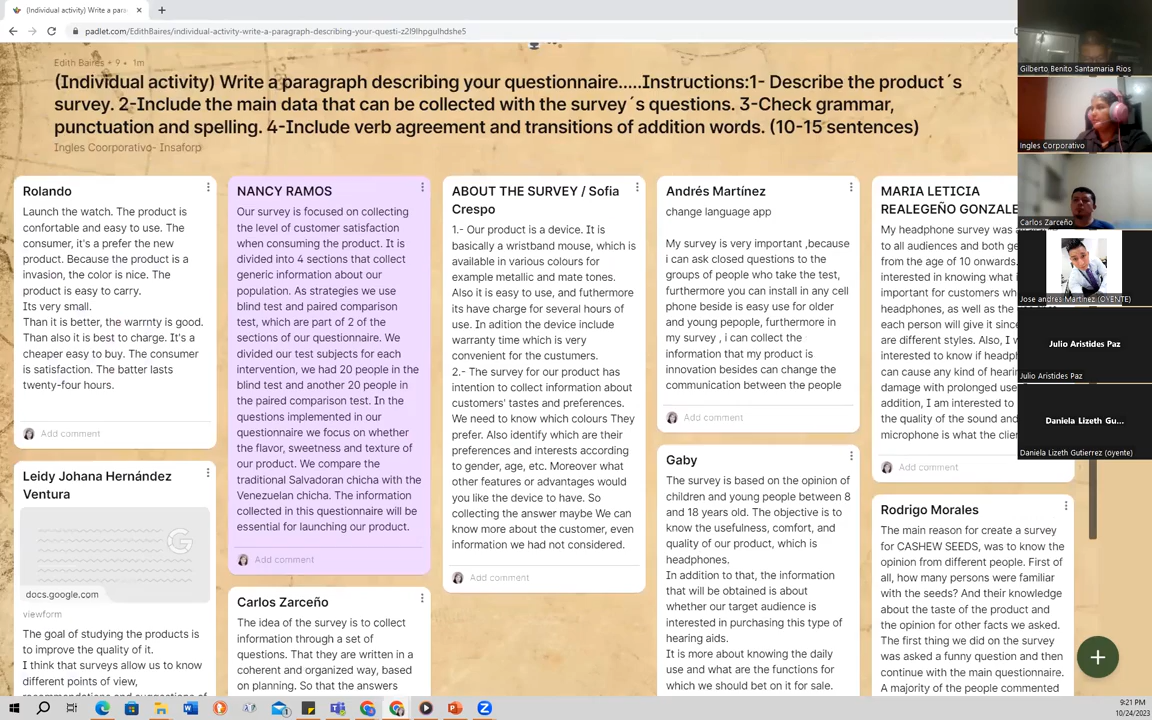 (Individual activity) Write a para
padlet.com/EdithBaires/individual-activity-write-a-paragraph-describing-your-questi-z2l9lhpgulhdshe5
Edith Baires • 9 • 1m
(Individual activity) Write a paragraph describing your questionnaire.....Instructions:1- Describe the product´s
survey. 2-Include the main data that can be collected with the survey´s questions. 3-Check grammar,
punctuation and spelling. 4-Include verb agreement and transitions of addition words. (10-15 sentences)
Ingles Coorporativo- Insaforp
Rolando
Launch the watch. The product is
confortable and easy to use. The
consumer, it's a prefer the new
product. Because the product is a
invasion, the color is nice. The
product is easy to carry.
Its very small.
Than it is better, the warrnty is good.
Than also it is best to charge. It's a
cheaper easy to buy. The consumer
is satisfaction. The batter lasts
twenty-four hours.
Add comment
Leidy Johana Hernández
Ventura
docs.google.com
viewform
The goal of studying the products is
to improve the quality of it.
I think that surveys allow us to know
different points of view,
NANCY RAMOS
Our survey is focused on collecting
the level of customer satisfaction
when consuming the product. It is
divided into 4 sections that collect
generic information about our
population. As strategies we use
blind test and paired comparison
test, which are part of 2 of the
sections of our questionnaire. We
divided our test subjects for each
intervention, we had 20 people in the
blind test and another 20 people in
the paired comparison test. In the
questions implemented in our
questionnaire we focus on whether
the flavor, sweetness and texture of
our product. We compare the
traditional Salvadoran chicha with the
Venezuelan chicha. The information
collected in this questionnaire will be
essential for launching our product.
Add comment
Carlos Zarceño
The idea of the survey is to collect
information through a set of
questions. That they are written in a
coherent and organized way, based
on planning. So that the answers
ABOUT THE SURVEY / Sofia
Crespo
1.- Our product is a device. It is
basically a wristband mouse, which is
available in various colours for
example metallic and mate tones.
Also it is easy to use, and futhermore
its have charge for several hours of
use. In adition the device include
warranty time which is very
convenient for the custumers.
2.- The survey for our product has
intention to collect information about
customers' tastes and preferences.
We need to know which colours They
prefer. Also identify which are their
preferences and interests according
to gender, age, etc. Moreover what
other features or advantages would
you like the device to have. So
collecting the answer maybe We can
know more about the customer, even
information we had not considered.
Add comment
Andrés Martínez
change language app
My survey is very important ,because
i can ask closed questions to the
groups of people who take the test,
furthermore you can install in any cell
phone beside is easy use for older
and young pepople, furthermore in
my survey , i can collect the
information that my product is
innovation besides can change the
communication between the people
Add comment
Gaby
The survey is based on the opinion of
children and young people between 8
and 18 years old. The objective is to
know the usefulness, comfort, and
quality of our product, which is
headphones.
In addition to that, the information
that will be obtained is about
whether our target audience is
interested in purchasing this type of
hearing aids.
It is more about knowing the daily
use and what are the functions for
which we should bet on it for sale.
MARIA LETICIA
REALEGEÑO GONZALE
My headphone survey was
to all audiences and both ge
from the age of 10 onwards.
interested in knowing what i
important for customers wh
headphones, as well as the
each person will give it since
are different styles. Also, I w
interested to know if headph
can cause any kind of hearin
damage with prolonged use
addition, I am interested to
the quality of the sound and
microphone is what the clien
Add comment
Rodrigo Morales
The main reason for create a survey
for CASHEW SEEDS, was to know the
opinion from different people. First of
all, how many persons were familiar
with the seeds? And their knowledge
about the taste of the product and
the opinion for other facts we asked.
The first thing we did on the survey
was asked a funny question and then
continue with the main questionnaire.
A majority of the people commented
Gilberto Benito Santamaria Rios
Ingles Coorporativo
Carlos Zarceño
Jose andres Martinez (OYENTE)
Julio Aristides Paz
Julio Aristides Paz
Daniela Lizeth Gu...
Daniela Lizeth Gutierrez (oyente)
9:21 PM
10/24/2023